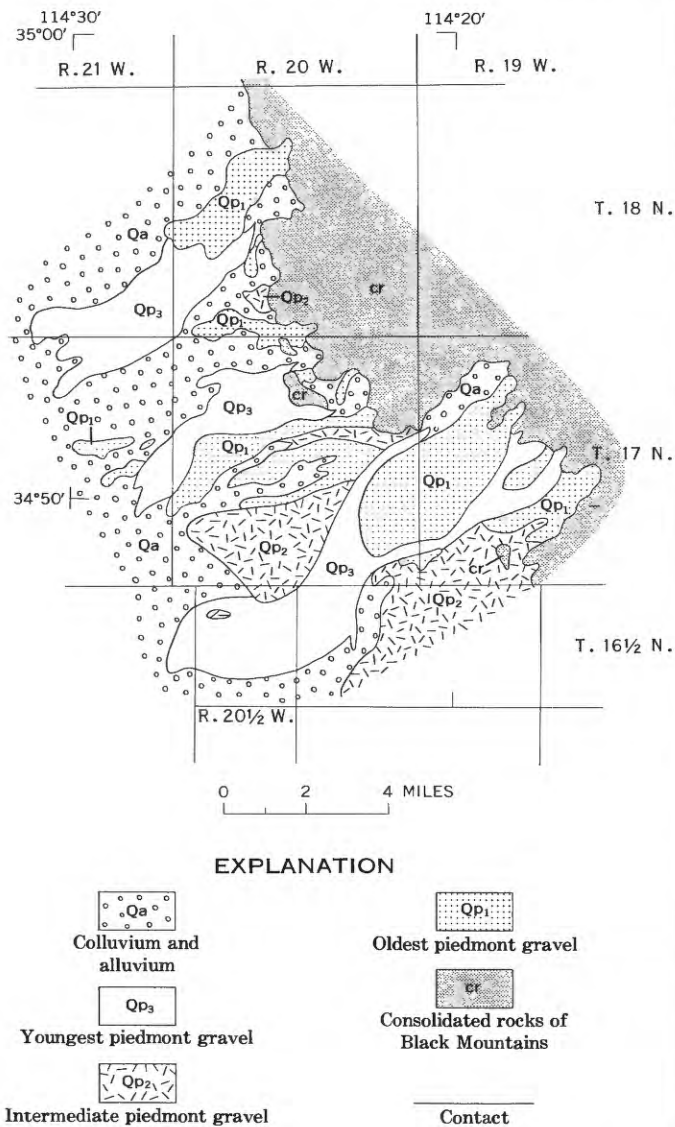 114°30′
114°20′
35°00′
R. 21 W.
R. 20 W.
R. 19 W.
T. 18 N.
Qp1
Qa
cr
Qp3
Qp2
Qp1
Qa
cr
Qp3
Qp1
Qp1
T. 17 N.
Qp1
Qp1
34°50′
Qa
Qp2
cr
Qp3
Qp2
T. 16½ N.
R. 20½ W.
0 2 4 MILES
EXPLANATION
Qa
Colluvium and
alluvium
Qp3
Youngest piedmont gravel
Qp2
Intermediate piedmont gravel
Qp1
Oldest piedmont gravel
cr
Consolidated rocks of
Black Mountains
Contact